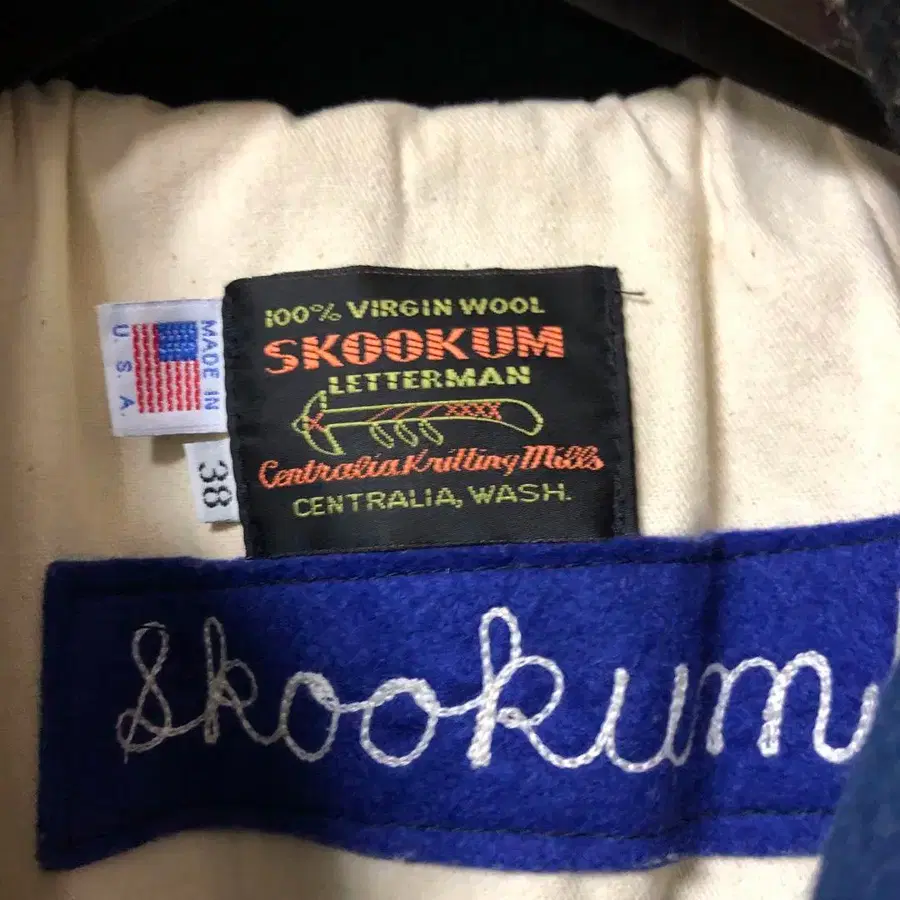 100% VIRGIN WOOL
SKOOKUM
LETTERMAN
Centralia Knitting Mills
CENTRALIA, WASH.
MADE IN
U. S. A.
38
Skookum